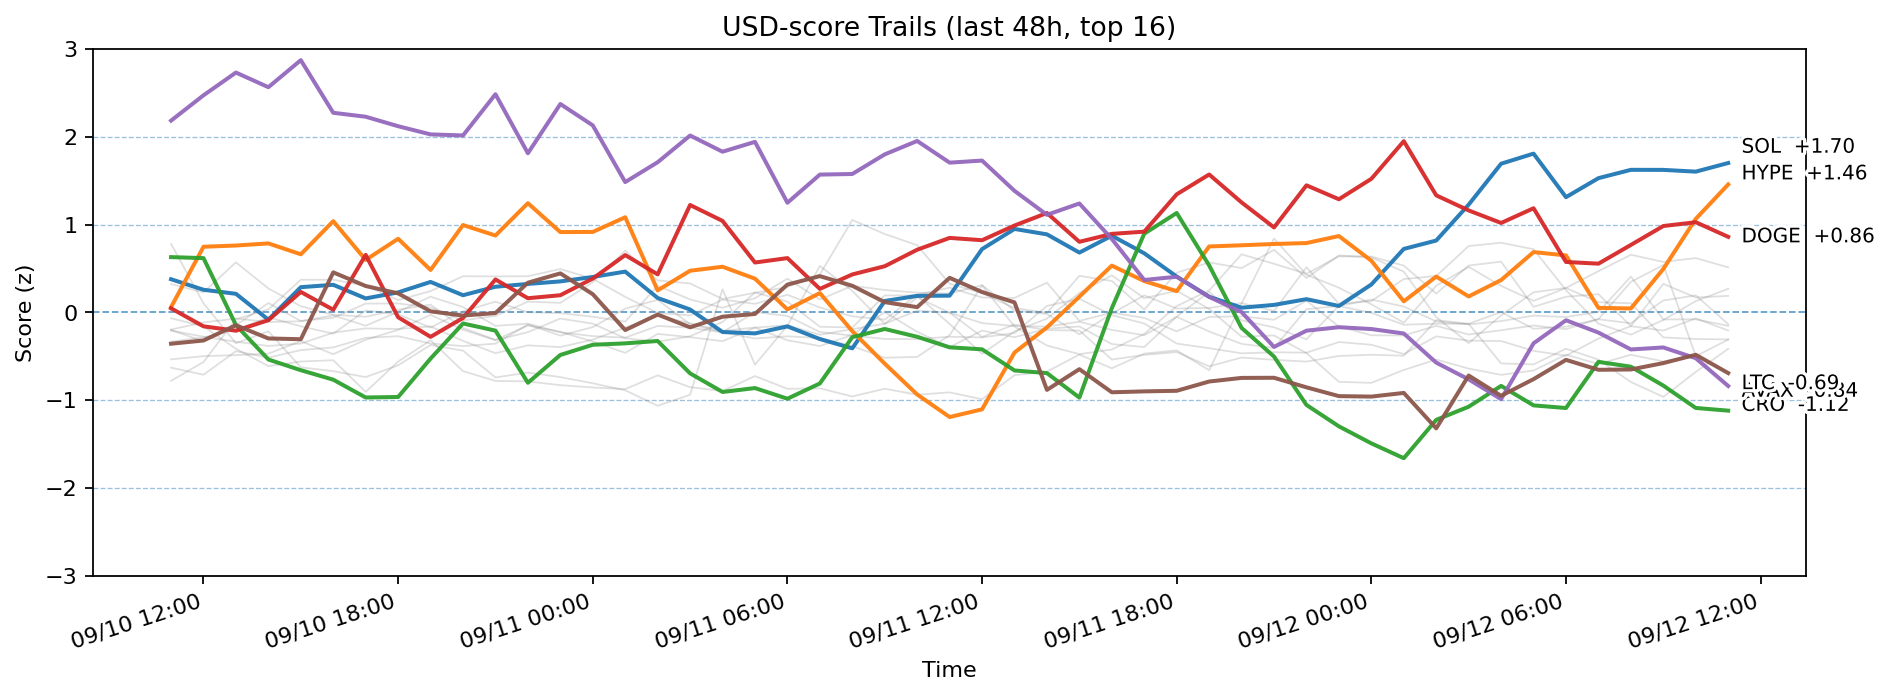 USD-score Trails (last 48h, top 16)
Score (z)
3
2
1
0
−1
−2
−3
SOL +1.70
HYPE +1.46
DOGE +0.86
LTC -0.69
AVAX -0.84
CRO -1.12
09/10 12:00
09/10 18:00
09/11 00:00
09/11 06:00
09/11 12:00
09/11 18:00
09/12 00:00
09/12 06:00
09/12 12:00
Time